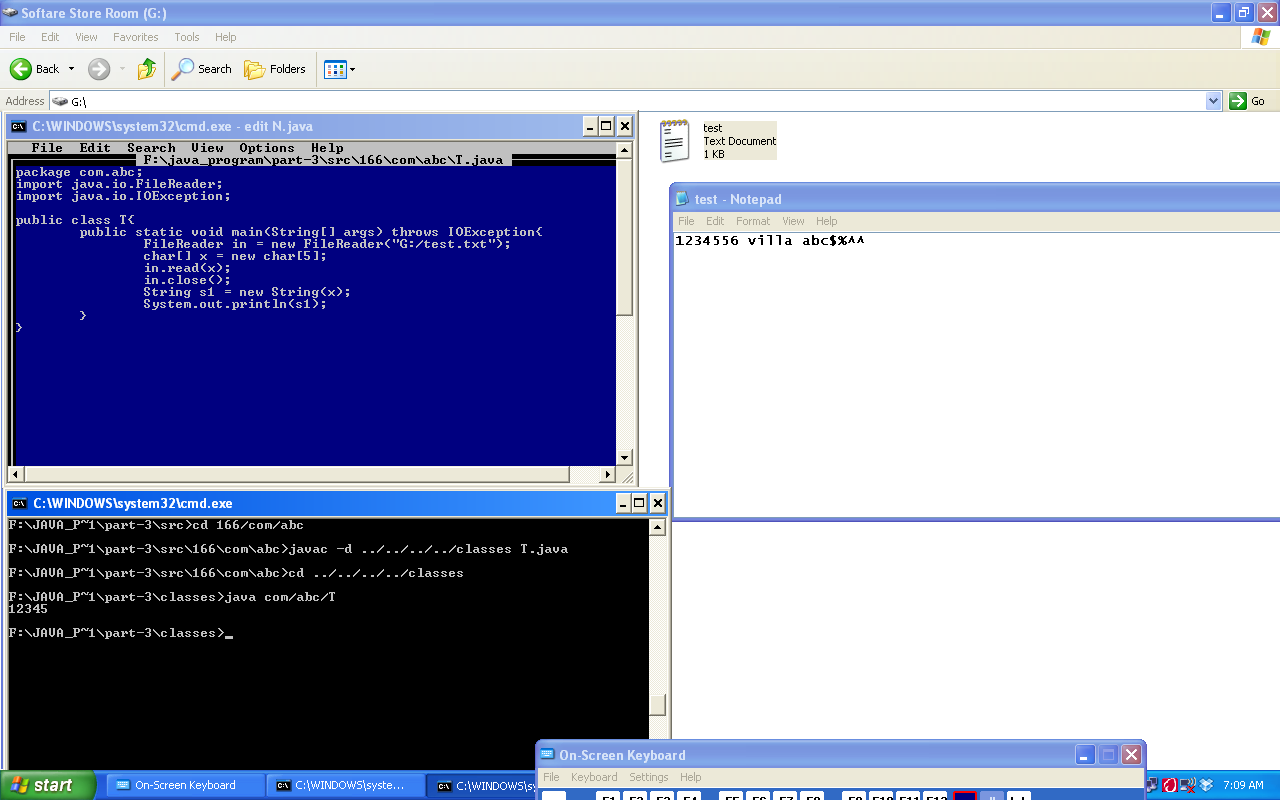 Softare Store Room (G:)
File Edit View Favorites Tools Help
Back Search Folders
Address G:\ Go
C:\WINDOWS\system32\cmd.exe - edit N.java
File Edit Search View Options Help
F:\java_program\part-3\src\166\com\abc\T.java
package com.abc;
import java.io.FileReader;
import java.io.IOException;
public class T{
public static void main(String[] args) throws IOException{
FileReader in = new FileReader("G:/test.txt");
char[] x = new char[5];
in.read(x);
in.close();
String s1 = new String(x);
System.out.println(s1);
}
}
test
Text Document
1 KB
test - Notepad
File Edit Format View Help
1234556 villa abc$%^^
C:\WINDOWS\system32\cmd.exe
F:\JAVA_P~1\part-3\src>cd 166/com/abc
F:\JAVA_P~1\part-3\src\166\com\abc>javac -d ../../../../classes T.java
F:\JAVA_P~1\part-3\src\166\com\abc>cd ../../../../classes
F:\JAVA_P~1\part-3\classes>java com/abc/T
12345
F:\JAVA_P~1\part-3\classes>_
On-Screen Keyboard
File Keyboard Settings Help
start On-Screen Keyboard C:\WINDOWS\syste... C:\WINDOWS\sy 7:09 AM